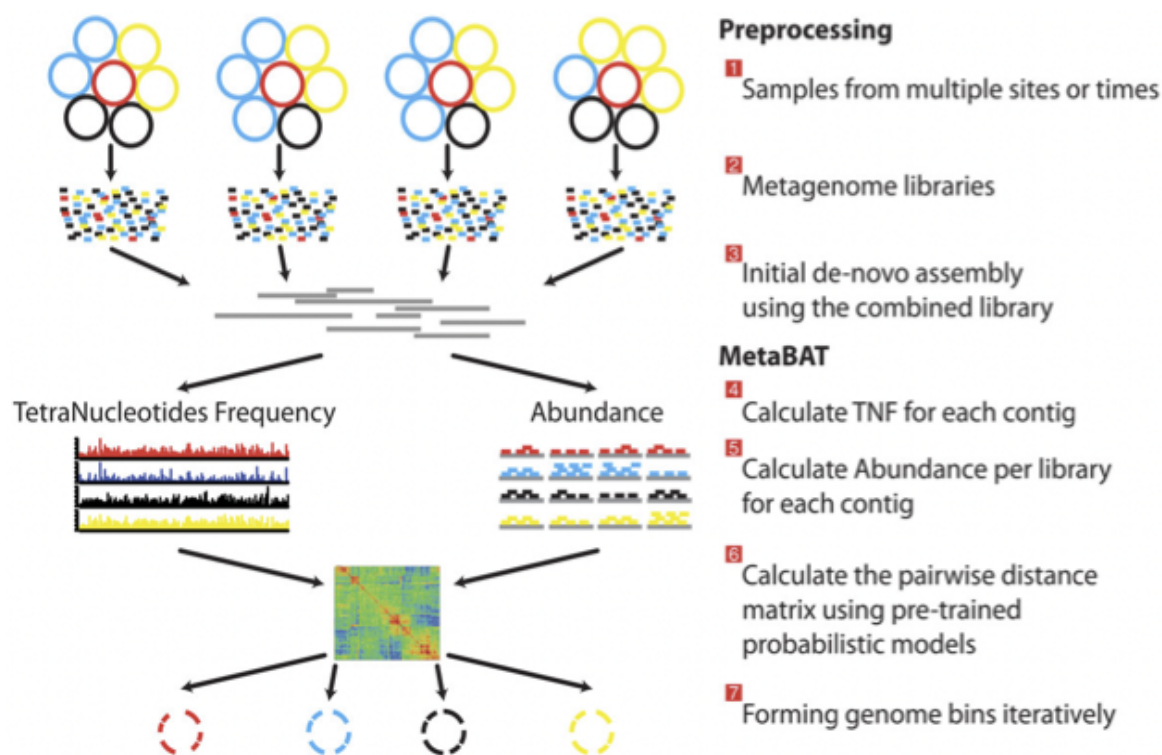 Preprocessing
1
Samples from multiple sites or times
2
Metagenome libraries
3
Initial de-novo assembly
using the combined library
MetaBAT
TetraNucleotides Frequency
Abundance
4
Calculate TNF for each contig
5
Calculate Abundance per library
for each contig
6
Calculate the pairwise distance
matrix using pre-trained
probabilistic models
7
Forming genome bins iteratively